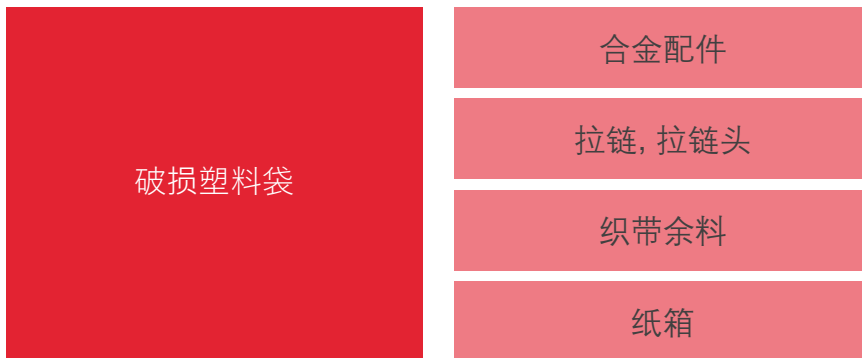 破损塑料袋
合金配件
拉链, 拉链头
织带余料
纸箱